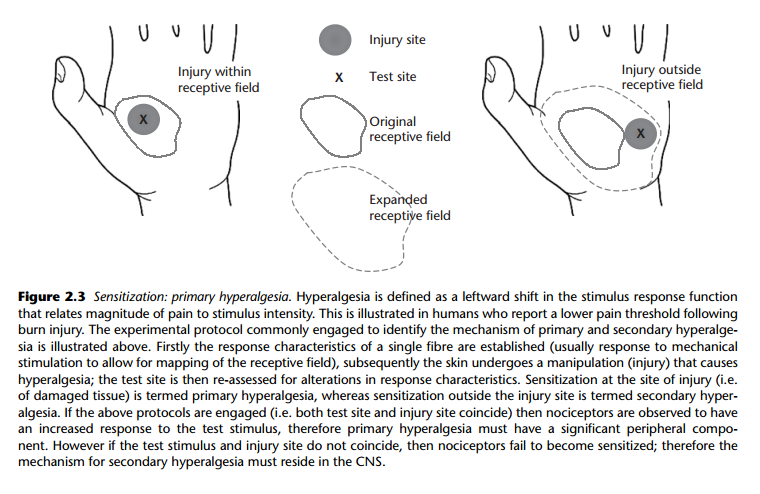 Injury within
receptive field
Injury site
X Test site
Original
receptive field
Expanded
receptive field
Injury outside
receptive field
X
X
Figure 2.3 Sensitization: primary hyperalgesia. Hyperalgesia is defined as a leftward shift in the stimulus response function
that relates magnitude of pain to stimulus intensity. This is illustrated in humans who report a lower pain threshold following
burn injury. The experimental protocol commonly engaged to identify the mechanism of primary and secondary hyperalge-
sia is illustrated above. Firstly the response characteristics of a single fibre are established (usually response to mechanical
stimulation to allow for mapping of the receptive field), subsequently the skin undergoes a manipulation (injury) that causes
hyperalgesia; the test site is then re-assessed for alterations in response characteristics. Sensitization at the site of injury (i.e.
of damaged tissue) is termed primary hyperalgesia, whereas sensitization outside the injury site is termed secondary hyper-
algesia. If the above protocols are engaged (i.e. both test site and injury site coincide) then nociceptors are observed to have
an increased response to the test stimulus, therefore primary hyperalgesia must have a significant peripheral compo-
nent. However if the test stimulus and injury site do not coincide, then nociceptors fail to become sensitized; therefore the
mechanism for secondary hyperalgesia must reside in the CNS.